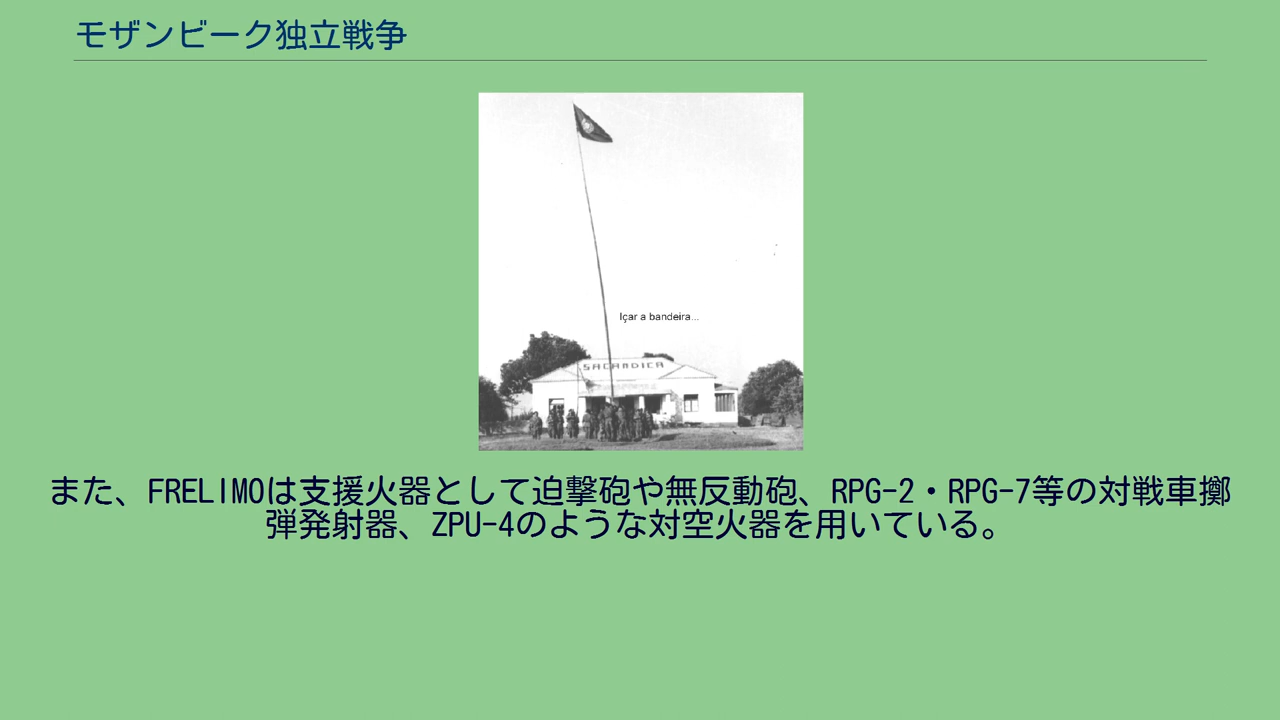 モザンビーク独立戦争
Içar a bandeira...
SACANDICA
また、FRELIMOは支援火器として迫撃砲や無反動砲、RPG-2・RPG-7等の対戦車擲
弾発射器、ZPU-4のような対空火器を用いている。